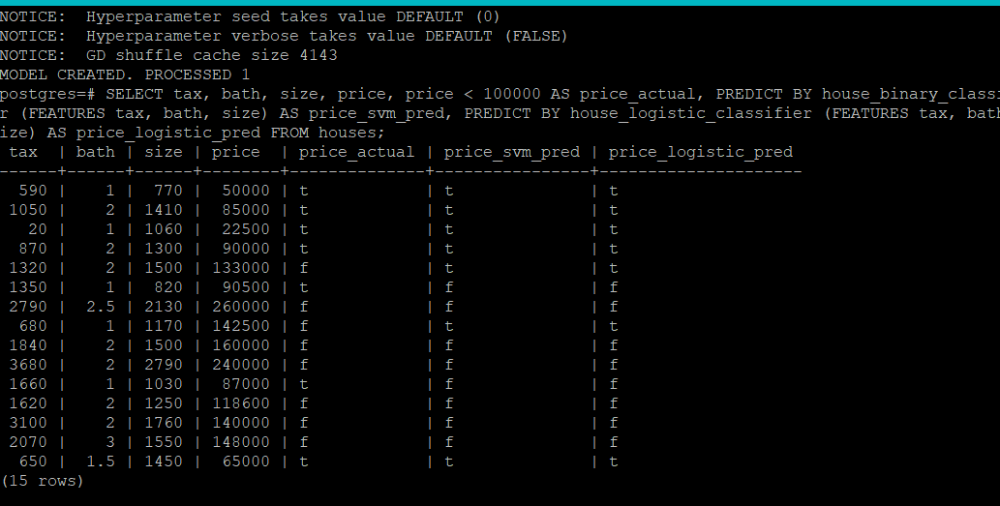 NOTICE:  Hyperparameter seed takes value DEFAULT (0)
NOTICE:  Hyperparameter verbose takes value DEFAULT (FALSE)
NOTICE:  GD shuffle cache size 4143
MODEL CREATED. PROCESSED 1
postgres=# SELECT tax, bath, size, price, price < 100000 AS price_actual, PREDICT BY house_binary_classi
r (FEATURES tax, bath, size) AS price_svm_pred, PREDICT BY house_logistic_classifier (FEATURES tax, bath
ize) AS price_logistic_pred FROM houses;
 tax  | bath | size | price  | price_actual | price_svm_pred | price_logistic_pred
------+------+------+--------+--------------+----------------+---------------------
  590 |    1 |  770 |  50000 | t            | t              | t
 1050 |    2 | 1410 |  85000 | t            | t              | t
   20 |    1 | 1060 |  22500 | t            | t              | t
  870 |    2 | 1300 |  90000 | t            | t              | t
 1320 |    2 | 1500 | 133000 | f            | t              | t
 1350 |    1 |  820 |  90500 | t            | f              | f
 2790 |  2.5 | 2130 | 260000 | f            | f              | f
  680 |    1 | 1170 | 142500 | f            | t              | t
 1840 |    2 | 1500 | 160000 | f            | f              | f
 3680 |    2 | 2790 | 240000 | f            | f              | f
 1660 |    1 | 1030 |  87000 | t            | f              | f
 1620 |    2 | 1250 | 118600 | f            | f              | f
 3100 |    2 | 1760 | 140000 | f            | f              | f
 2070 |    3 | 1550 | 148000 | f            | f              | f
  650 |  1.5 | 1450 |  65000 | t            | t              | t
(15 rows)